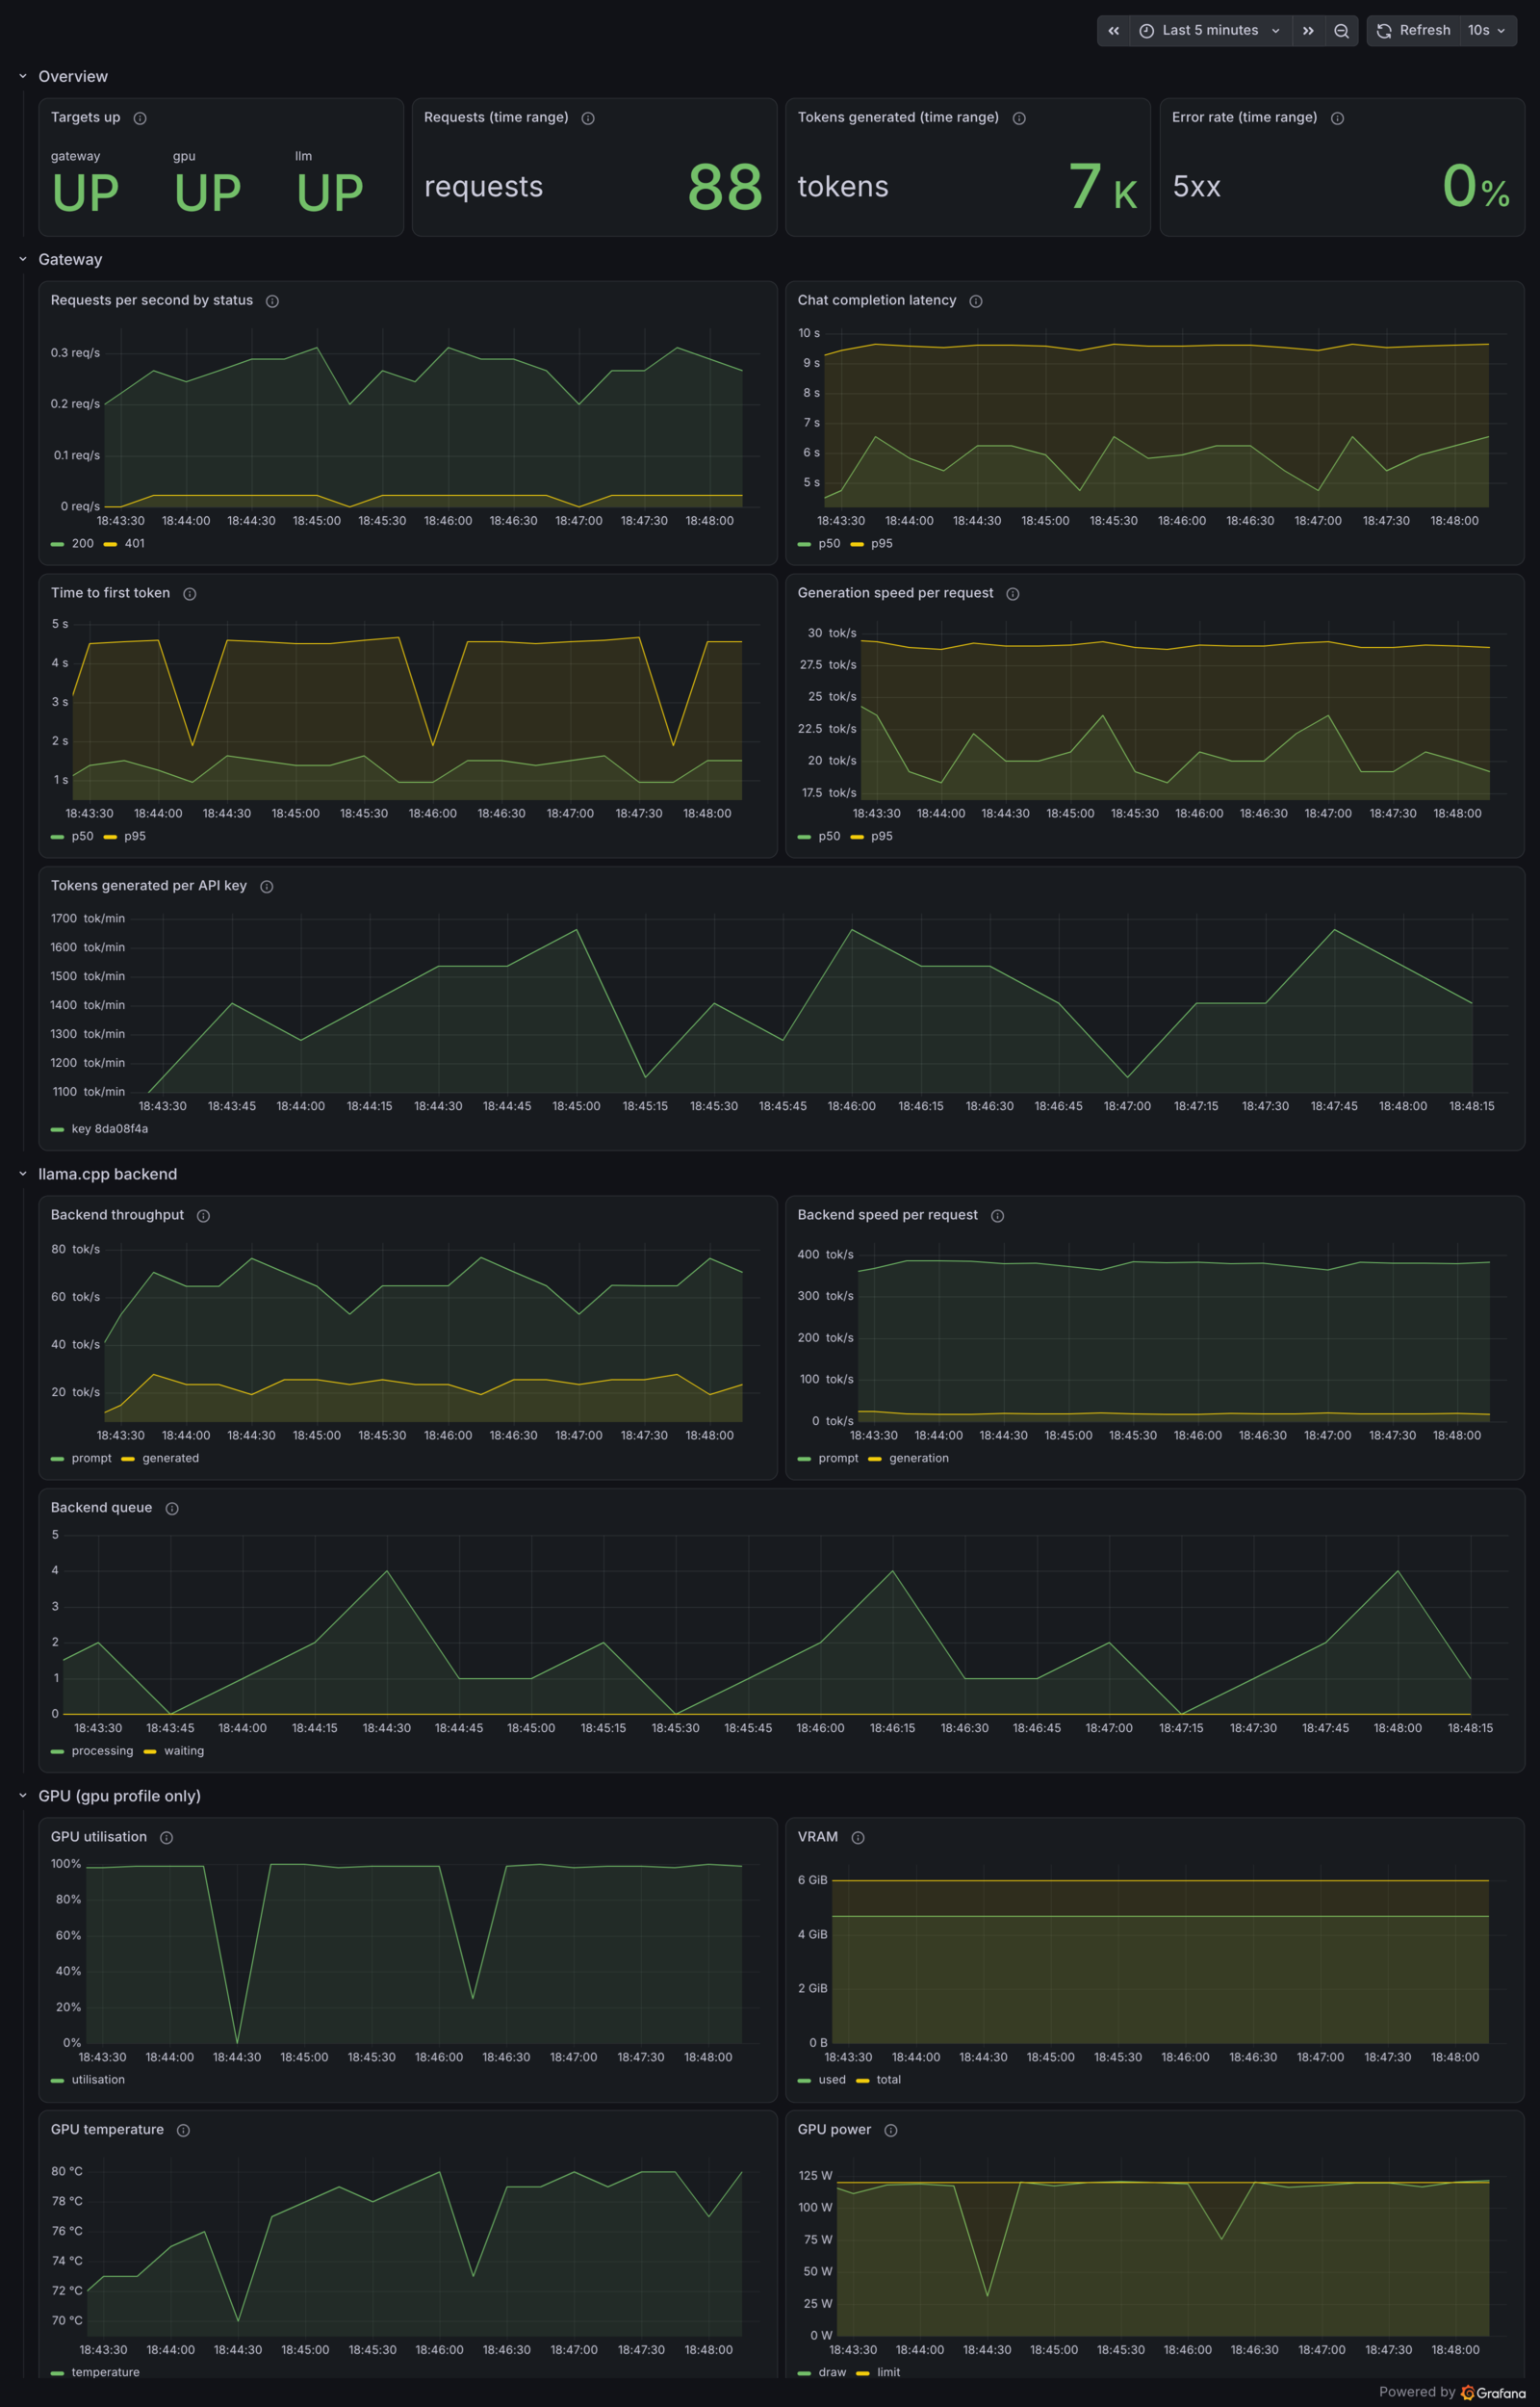 Last 5 minutes Refresh 10s
Overview
Targets up
gateway gpu llm
UP UP UP
Requests (time range)
requests 88
Tokens generated (time range)
tokens 7 K
Error rate (time range)
5xx 0%
Gateway
Requests per second by status
0.3 req/s
0.2 req/s
0.1 req/s
0 req/s
18:43:30 18:44:00 18:44:30 18:45:00 18:45:30 18:46:00 18:46:30 18:47:00 18:47:30 18:48:00
200 401
Chat completion latency
10 s
9 s
8 s
7 s
6 s
5 s
18:43:30 18:44:00 18:44:30 18:45:00 18:45:30 18:46:00 18:46:30 18:47:00 18:47:30 18:48:00
p50 p95
Time to first token
5 s
4 s
3 s
2 s
1 s
18:43:30 18:44:00 18:44:30 18:45:00 18:45:30 18:46:00 18:46:30 18:47:00 18:47:30 18:48:00
p50 p95
Generation speed per request
30 tok/s
27.5 tok/s
25 tok/s
22.5 tok/s
20 tok/s
17.5 tok/s
18:43:30 18:44:00 18:44:30 18:45:00 18:45:30 18:46:00 18:46:30 18:47:00 18:47:30 18:48:00
p50 p95
Tokens generated per API key
1700 tok/min
1600 tok/min
1500 tok/min
1400 tok/min
1300 tok/min
1200 tok/min
1100 tok/min
18:43:30 18:43:45 18:44:00 18:44:15 18:44:30 18:44:45 18:45:00 18:45:15 18:45:30 18:45:45 18:46:00 18:46:15 18:46:30 18:46:45 18:47:00 18:47:15 18:47:30 18:47:45 18:48:00 18:48:15
key 8da08f4a
llama.cpp backend
Backend throughput
80 tok/s
60 tok/s
40 tok/s
20 tok/s
18:43:30 18:44:00 18:44:30 18:45:00 18:45:30 18:46:00 18:46:30 18:47:00 18:47:30 18:48:00
prompt generated
Backend speed per request
400 tok/s
300 tok/s
200 tok/s
100 tok/s
0 tok/s
18:43:30 18:44:00 18:44:30 18:45:00 18:45:30 18:46:00 18:46:30 18:47:00 18:47:30 18:48:00
prompt generation
Backend queue
5
4
3
2
1
0
18:43:30 18:43:45 18:44:00 18:44:15 18:44:30 18:44:45 18:45:00 18:45:15 18:45:30 18:45:45 18:46:00 18:46:15 18:46:30 18:46:45 18:47:00 18:47:15 18:47:30 18:47:45 18:48:00 18:48:15
processing waiting
GPU (gpu profile only)
GPU utilisation
100%
80%
60%
40%
20%
0%
18:43:30 18:44:00 18:44:30 18:45:00 18:45:30 18:46:00 18:46:30 18:47:00 18:47:30 18:48:00
utilisation
VRAM
6 GiB
4 GiB
2 GiB
0 B
18:43:30 18:44:00 18:44:30 18:45:00 18:45:30 18:46:00 18:46:30 18:47:00 18:47:30 18:48:00
used total
GPU temperature
80 °C
78 °C
76 °C
74 °C
72 °C
70 °C
18:43:30 18:44:00 18:44:30 18:45:00 18:45:30 18:46:00 18:46:30 18:47:00 18:47:30 18:48:00
temperature
GPU power
125 W
100 W
75 W
50 W
25 W
0 W
18:43:30 18:44:00 18:44:30 18:45:00 18:45:30 18:46:00 18:46:30 18:47:00 18:47:30 18:48:00
draw limit
Powered by Grafana